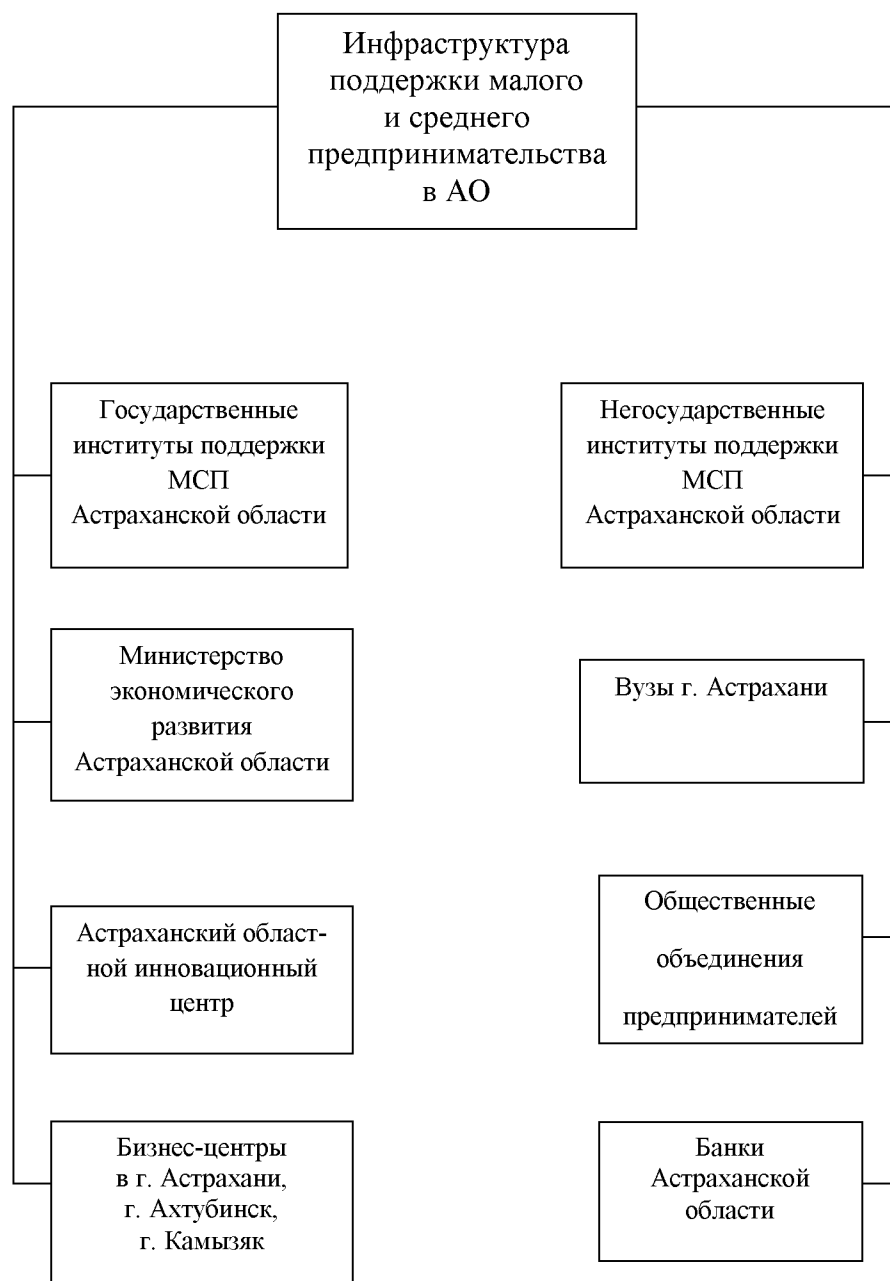 Инфраструктура
поддержки малого
и среднего
предпринимательства
в АО
Государственные
институты поддержки
МСП
Астраханской области
Негосударственные
институты поддержки
МСП
Астраханской области
Министерство
экономического
развития
Астраханской области
Вузы г. Астрахани
Астраханский област-
ной инновационный
центр
Общественные
объединения
предпринимателей
Бизнес-центры
в г. Астрахани,
г. Ахтубинск,
г. Камызяк
Банки
Астраханской
области